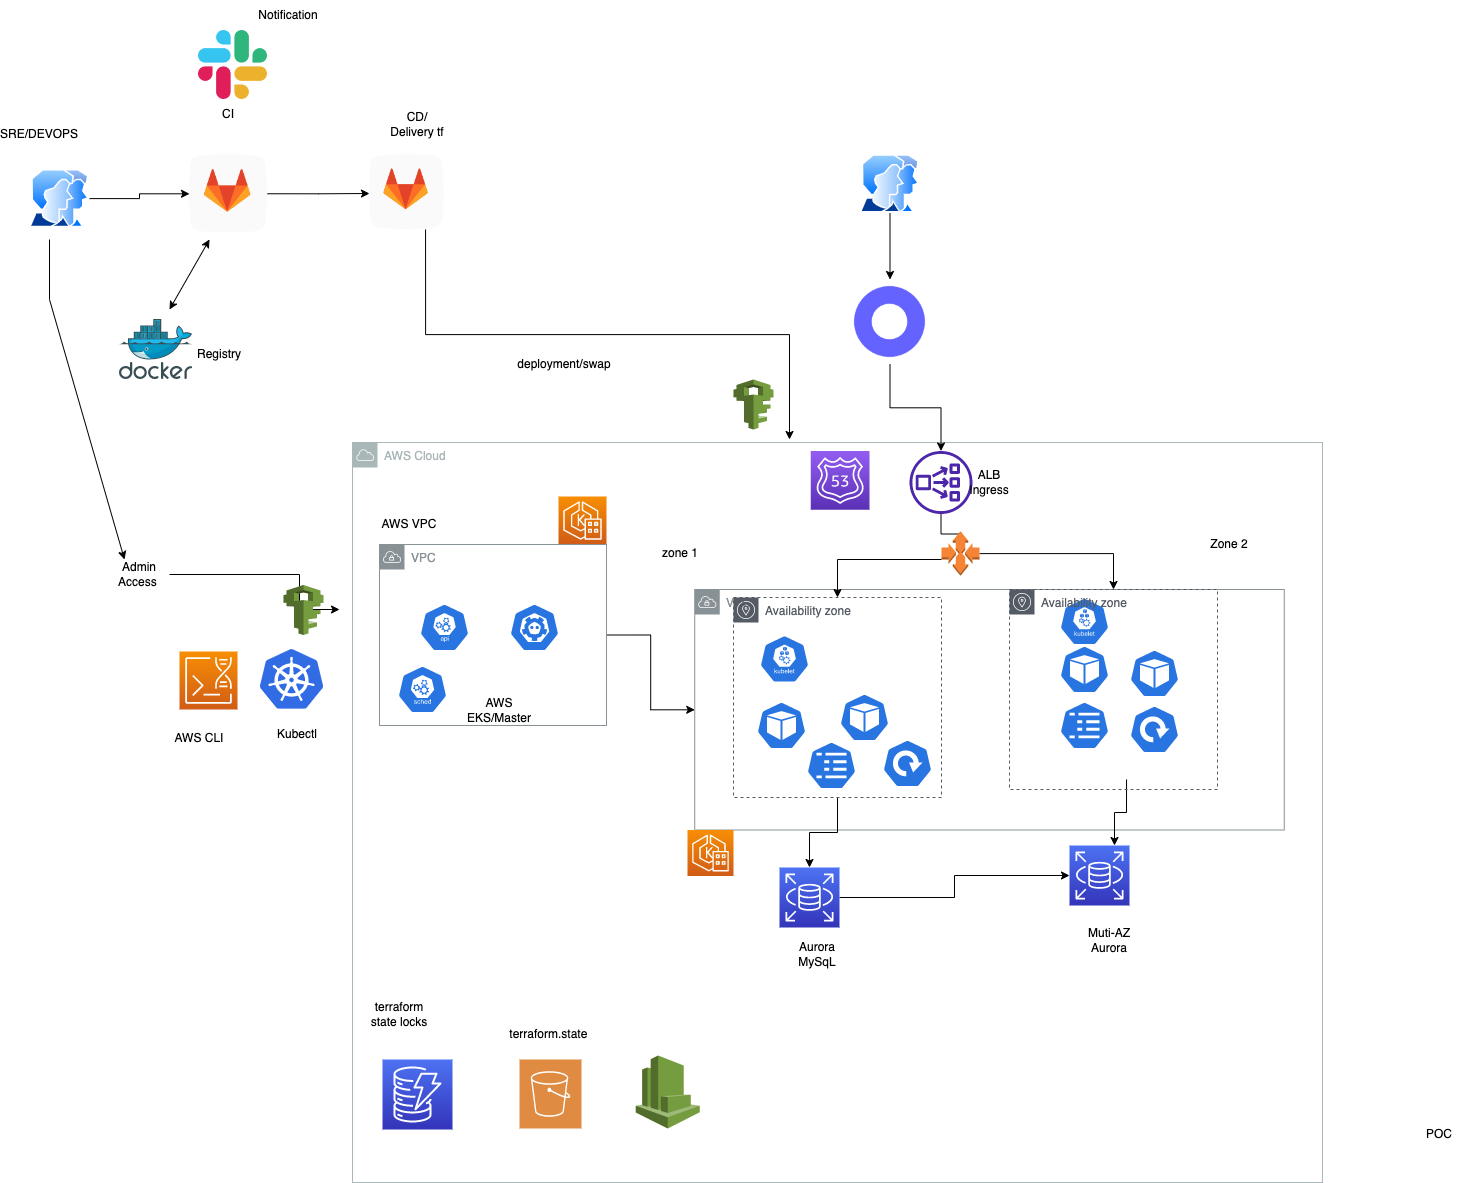 Notification
CI
CD/
Delivery tf
SRE/DEVOPS
docker
Registry
deployment/swap
AWS Cloud
53
ALB
Ingress
AWS VPC
K
VPC
zone 1
Zone 2
Admin
Access
V
Availability zone
Availability zone
kubelet
api
kubelet
sched
AWS
EKS/Master
AWS CLI
Kubectl
K
Aurora
MySqL
Muti-AZ
Aurora
terraform
state locks
terraform.state
POC